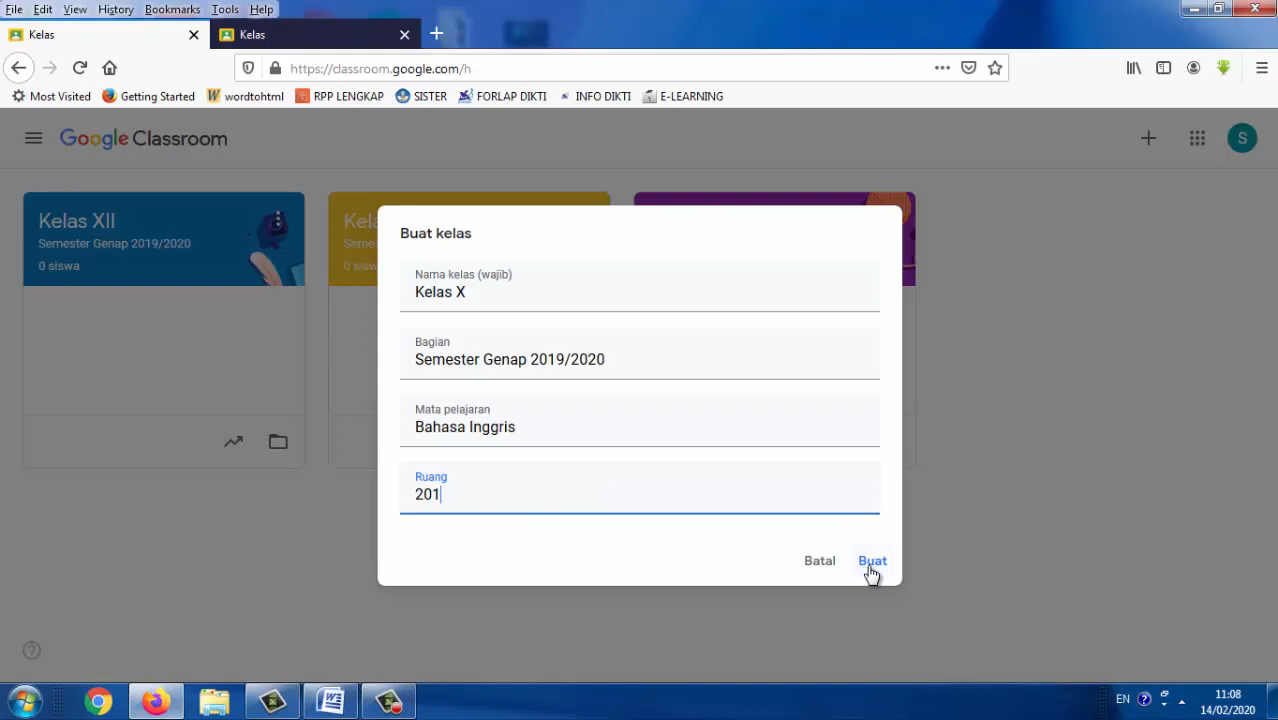 File Edit View History Bookmarks Tools Help
Kelas Kelas
https://classroom.google.com/h
Most Visited Getting Started wordtohtml RPP LENGKAP SISTER FORLAP DIKTI INFO DIKTI E-LEARNING
Google Classroom
S
Kelas XII
Semester Genap 2019/2020
0 siswa
Buat kelas
Nama kelas (wajib)
Kelas X
Bagian
Semester Genap 2019/2020
Mata pelajaran
Bahasa Inggris
Ruang
201
Batal Buat
EN
11:08
14/02/2020